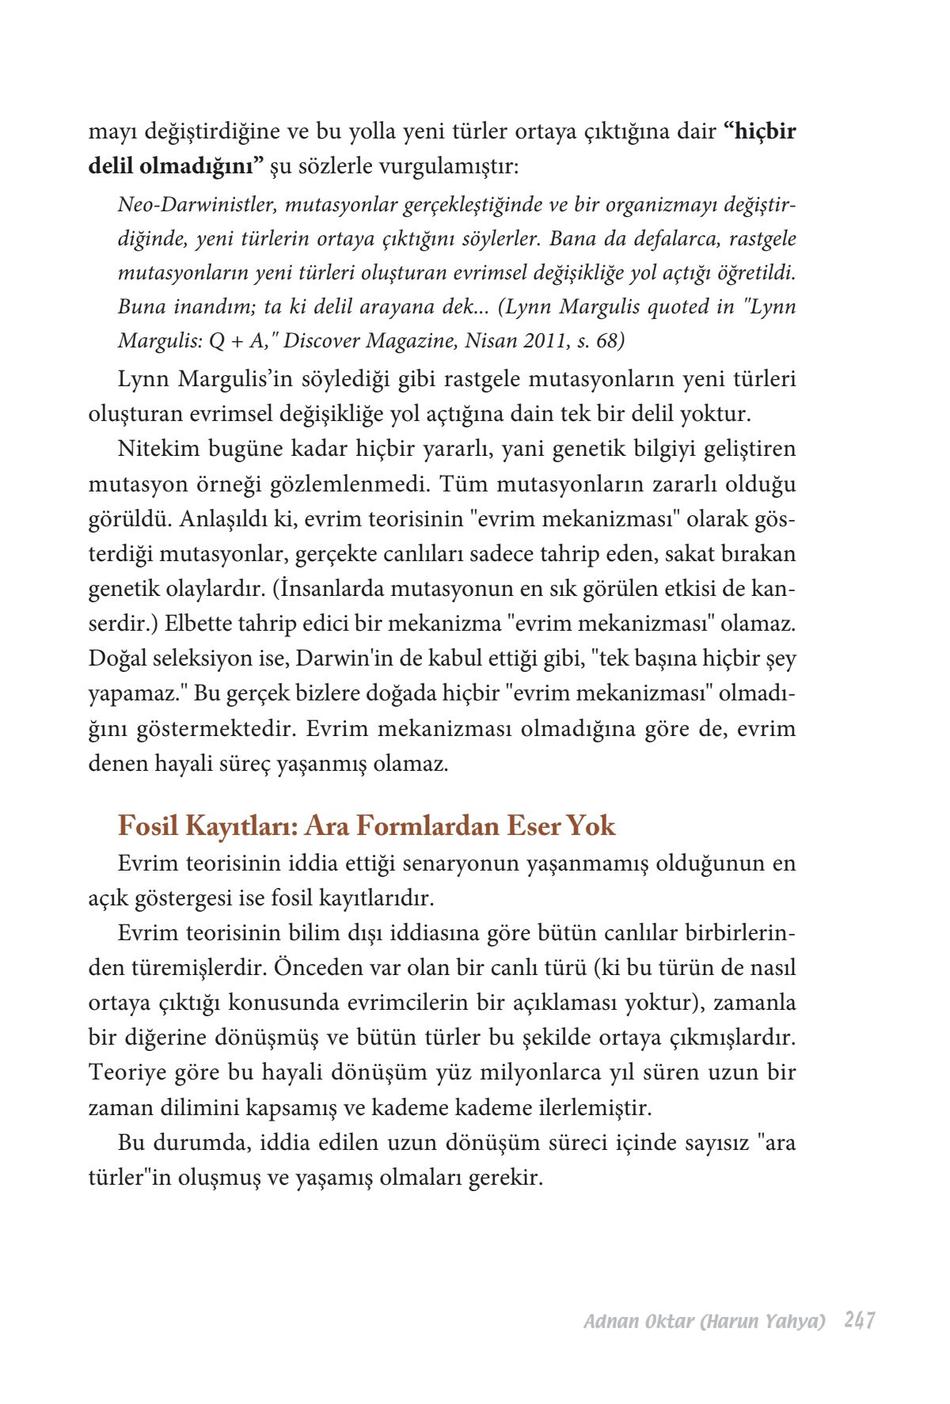 mayı değiştirdiğine ve bu yolla yeni türler ortaya çıktığına dair “hiçbir
delil olmadığını” şu sözlerle vurgulamıştır:
Neo-Darwinistler, mutasyonlar gerçekleştiğinde ve bir organizmayı değiştir-
diğinde, yeni türlerin ortaya çıktığını söylerler. Bana da defalarca, rastgele
mutasyonların yeni türleri oluşturan evrimsel değişikliğe yol açtığı öğretildi.
Buna inandım; ta ki delil arayana dek... (Lynn Margulis quoted in "Lynn
Margulis: Q + A," Discover Magazine, Nisan 2011, s. 68)
Lynn Margulis’in söylediği gibi rastgele mutasyonların yeni türleri
oluşturan evrimsel değişikliğe yol açtığına dain tek bir delil yoktur.
Nitekim bugüne kadar hiçbir yararlı, yani genetik bilgiyi geliştiren
mutasyon örneği gözlemlenmedi. Tüm mutasyonların zararlı olduğu
görüldü. Anlaşıldı ki, evrim teorisinin "evrim mekanizması" olarak gös-
terdiği mutasyonlar, gerçekte canlıları sadece tahrip eden, sakat bırakan
genetik olaylardır. (İnsanlarda mutasyonun en sık görülen etkisi de kan-
serdir.) Elbette tahrip edici bir mekanizma "evrim mekanizması" olamaz.
Doğal seleksiyon ise, Darwin'in de kabul ettiği gibi, "tek başına hiçbir şey
yapamaz." Bu gerçek bizlere doğada hiçbir "evrim mekanizması" olmadı-
ğını göstermektedir. Evrim mekanizması olmadığına göre de, evrim
denen hayali süreç yaşanmış olamaz.
Fosil Kayıtları: Ara Formlardan Eser Yok
Evrim teorisinin iddia ettiği senaryonun yaşanmamış olduğunun en
açık göstergesi ise fosil kayıtlarıdır.
Evrim teorisinin bilim dışı iddiasına göre bütün canlılar birbirlerin-
den türemişlerdir. Önceden var olan bir canlı türü (ki bu türün de nasıl
ortaya çıktığı konusunda evrimcilerin bir açıklaması yoktur), zamanla
bir diğerine dönüşmüş ve bütün türler bu şekilde ortaya çıkmışlardır.
Teoriye göre bu hayali dönüşüm yüz milyonlarca yıl süren uzun bir
zaman dilimini kapsamış ve kademe kademe ilerlemiştir.
Bu durumda, iddia edilen uzun dönüşüm süreci içinde sayısız "ara
türler"in oluşmuş ve yaşamış olmaları gerekir.
Adnan Oktar (Harun Yahya) 247